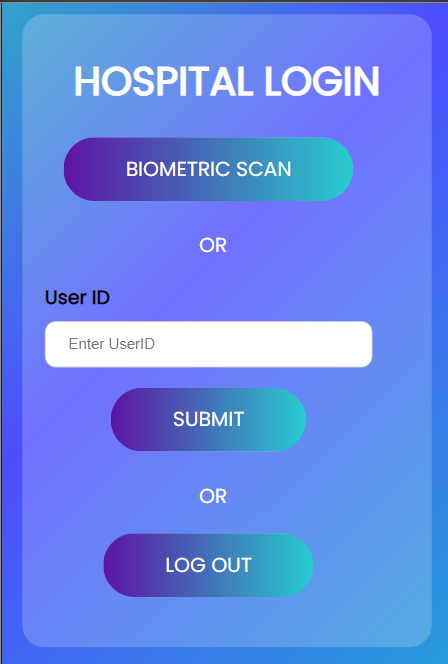 HOSPITAL LOGIN
BIOMETRIC SCAN
OR
User ID
Enter UserID
SUBMIT
OR
LOG OUT